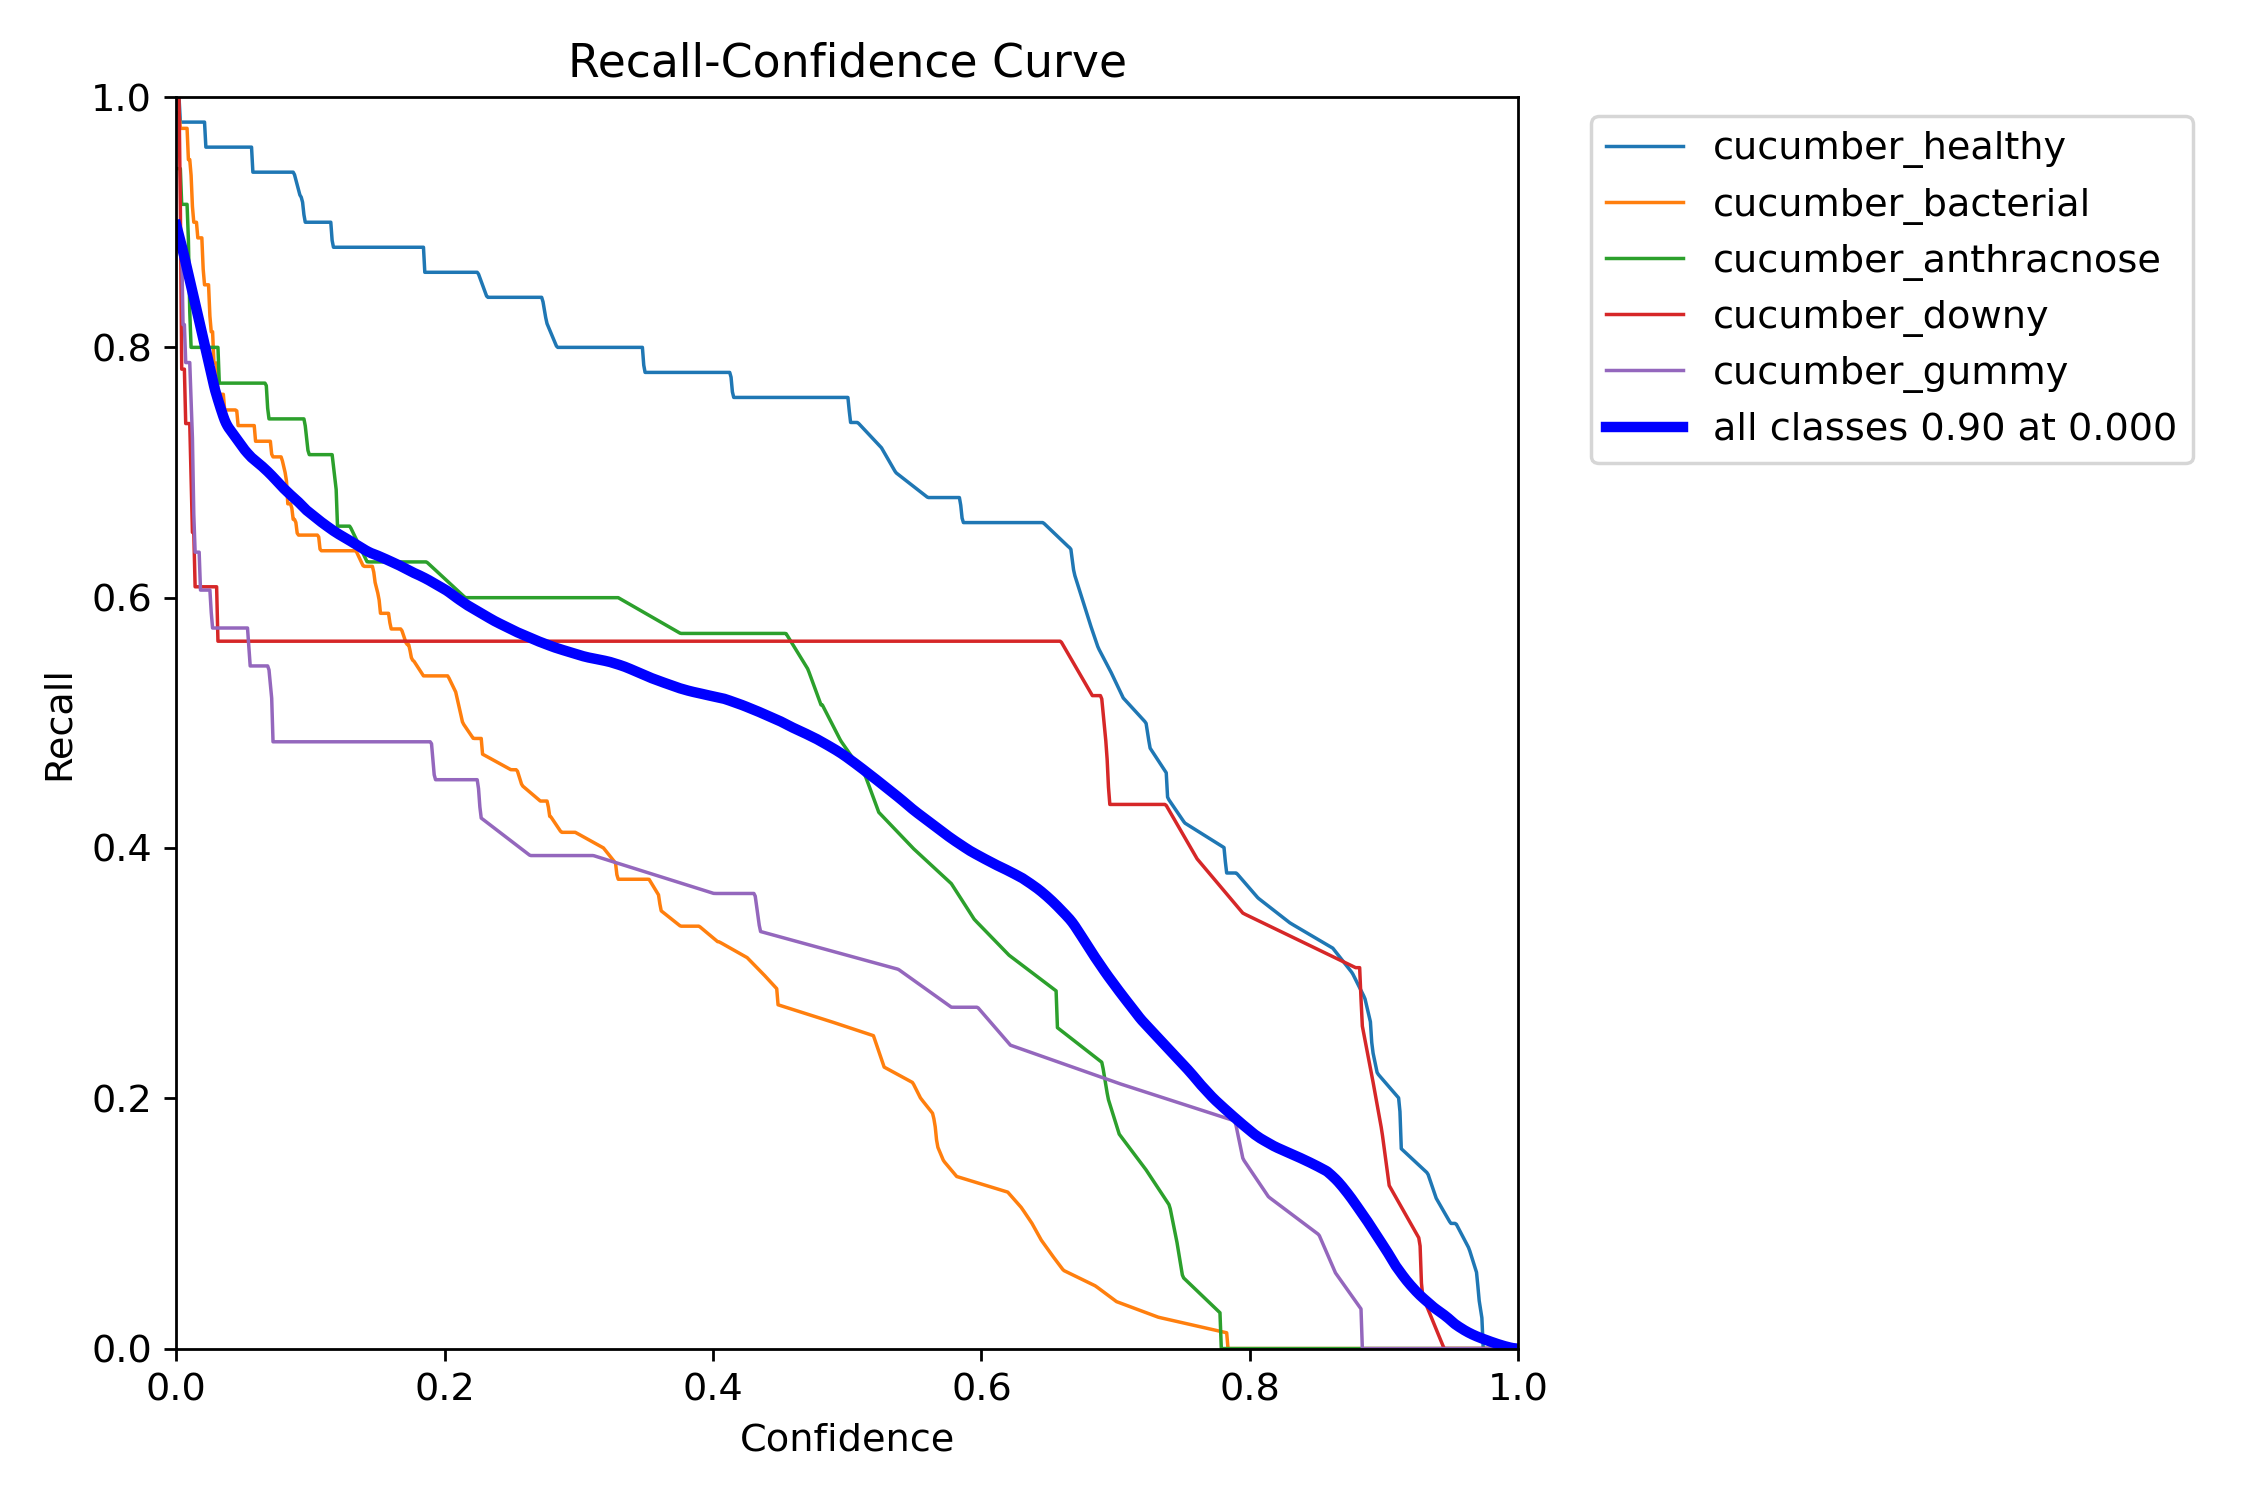 Recall-Confidence Curve
1.0
0.8
0.6
0.4
0.2
0.0
Recall
0.0 0.2 0.4 0.6 0.8 1.0
Confidence
cucumber_healthy
cucumber_bacterial
cucumber_anthracnose
cucumber_downy
cucumber_gummy
all classes 0.90 at 0.000